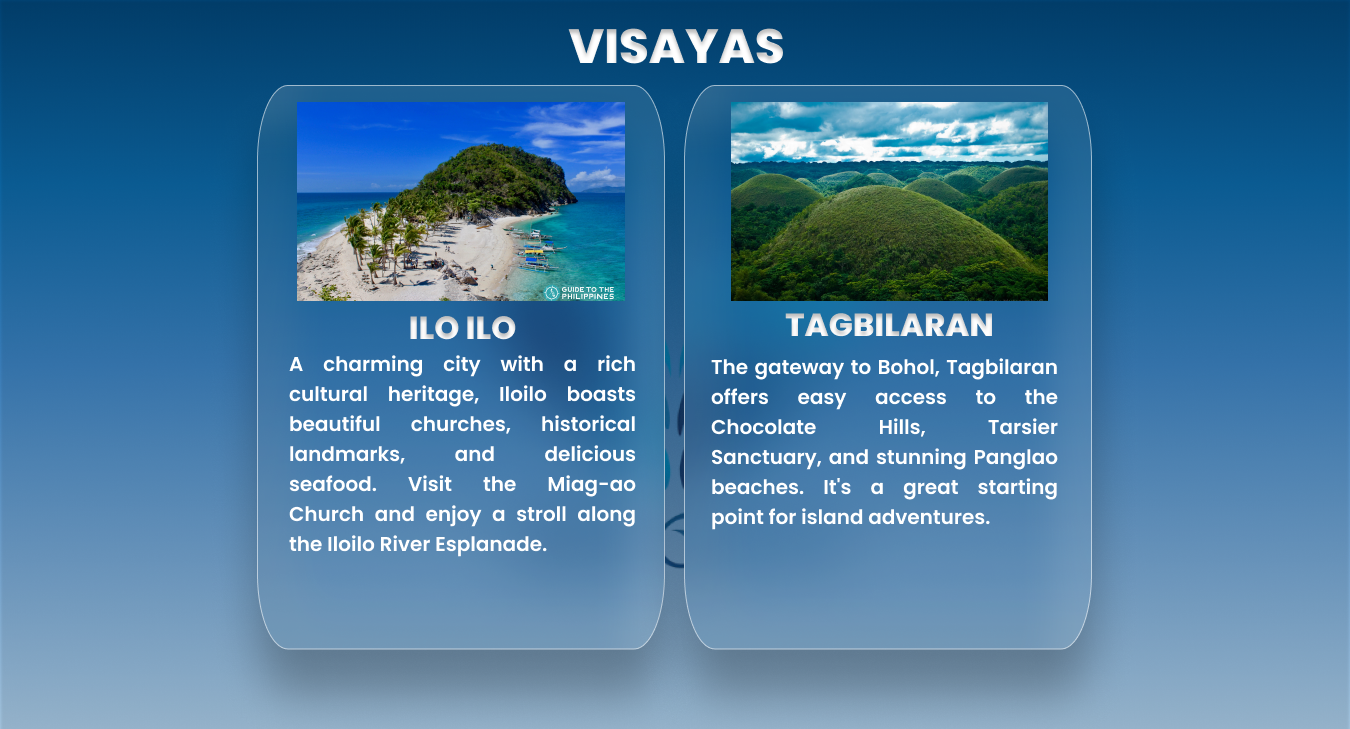 VISAYAS
GUIDE TO THE
PHILIPPINES
ILO ILO
A charming city with a rich
cultural heritage, Iloilo boasts
beautiful churches, historical
landmarks, and delicious
seafood. Visit the Miag-ao
Church and enjoy a stroll along
the Iloilo River Esplanade.
TAGBILARAN
The gateway to Bohol, Tagbilaran
offers easy access to the
Chocolate Hills, Tarsier
Sanctuary, and stunning Panglao
beaches. It's a great starting
point for island adventures.